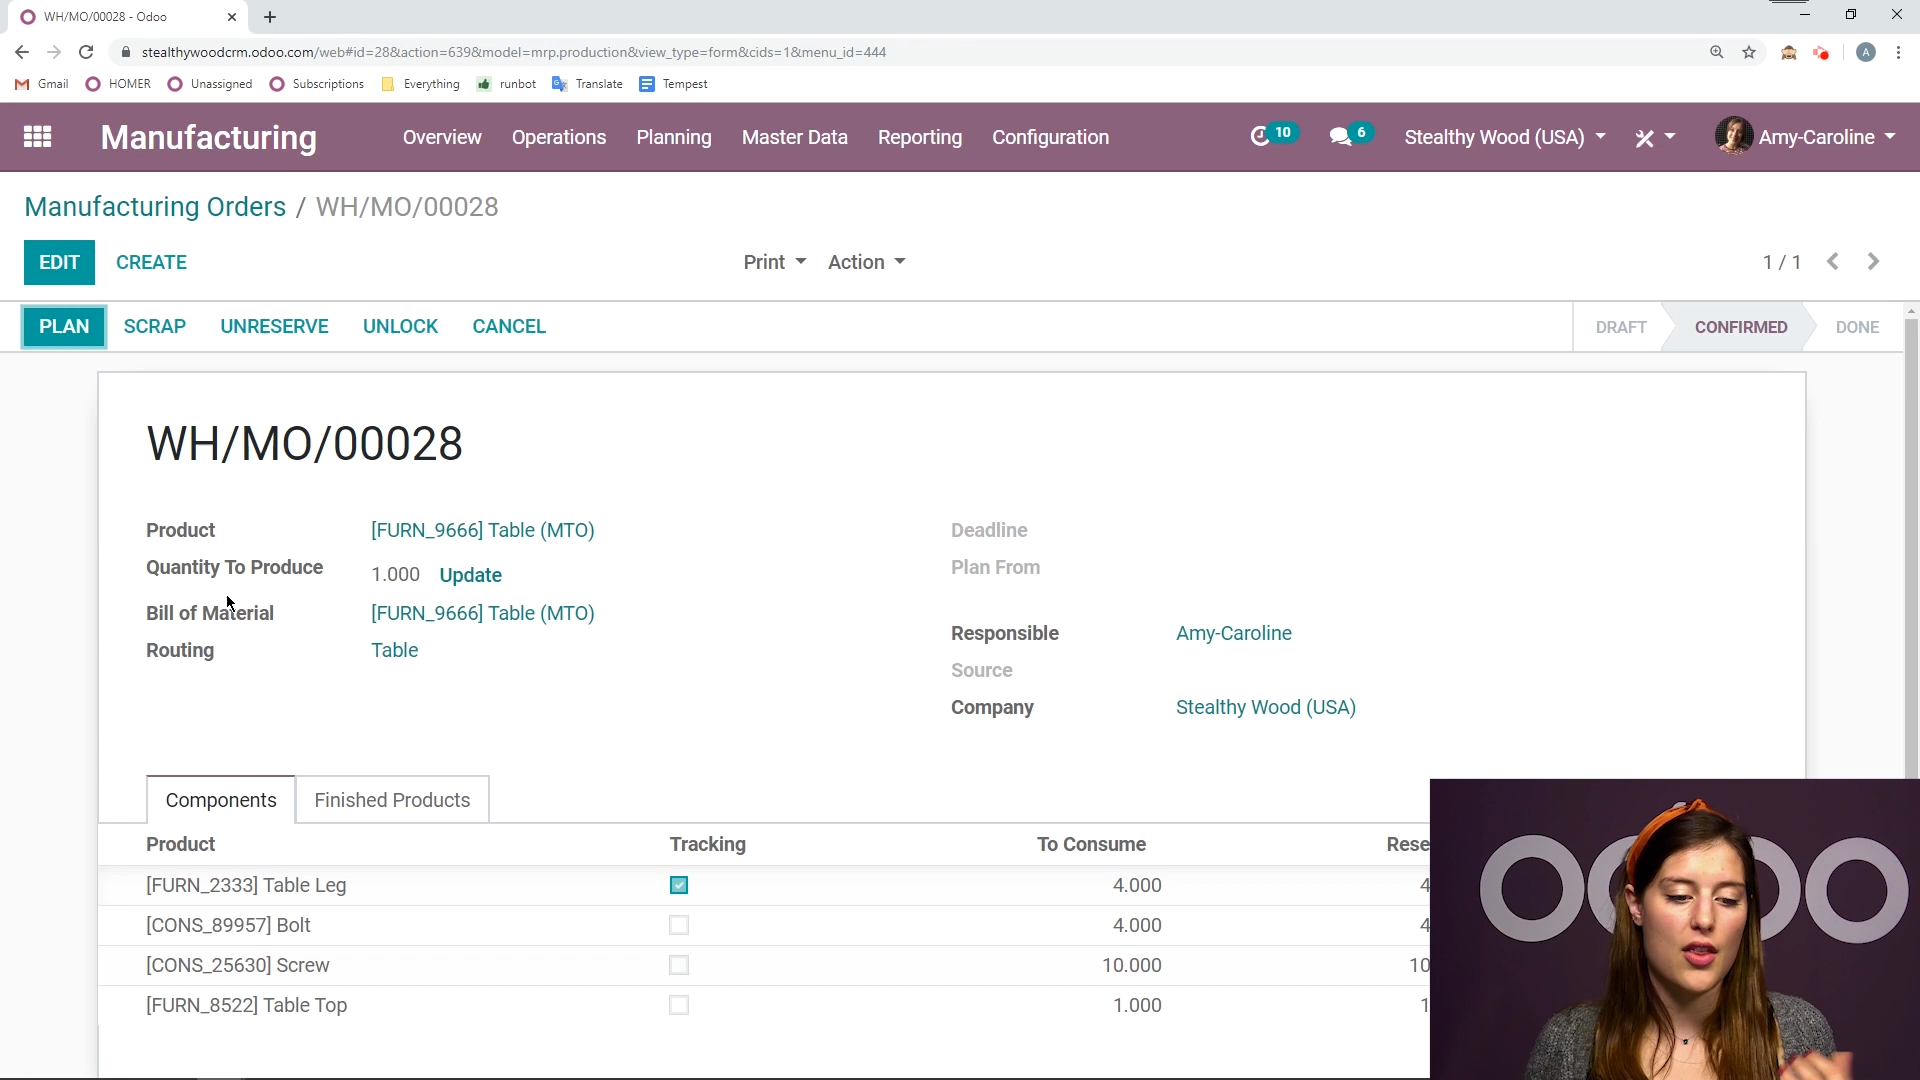 WH/MO/00028 - Odoo
stealthywoodcrm.odoo.com/web#id=28&action=639&model=mrp.production&view_type=form&cids=1&menu_id=444
A
Gmail HOMER Unassigned Subscriptions Everything runbot Translate Tempest
Manufacturing Overview Operations Planning Master Data Reporting Configuration 10 6 Stealthy Wood (USA) Amy-Caroline
Manufacturing Orders / WH/MO/00028
EDIT CREATE Print Action 1 / 1
PLAN SCRAP UNRESERVE UNLOCK CANCEL DRAFT CONFIRMED DONE
WH/MO/00028
Product [FURN_9666] Table (MTO) Deadline
Quantity To Produce 1.000 Update Plan From
Bill of Material [FURN_9666] Table (MTO)
Responsible Amy-Caroline
Routing Table
Source
Company Stealthy Wood (USA)
Components Finished Products
Product Tracking To Consume Rese
[FURN_2333] Table Leg 4.000 4
[CONS_89957] Bolt 4.000 4
[CONS_25630] Screw 10.000 10
[FURN_8522] Table Top 1.000 1
odoo